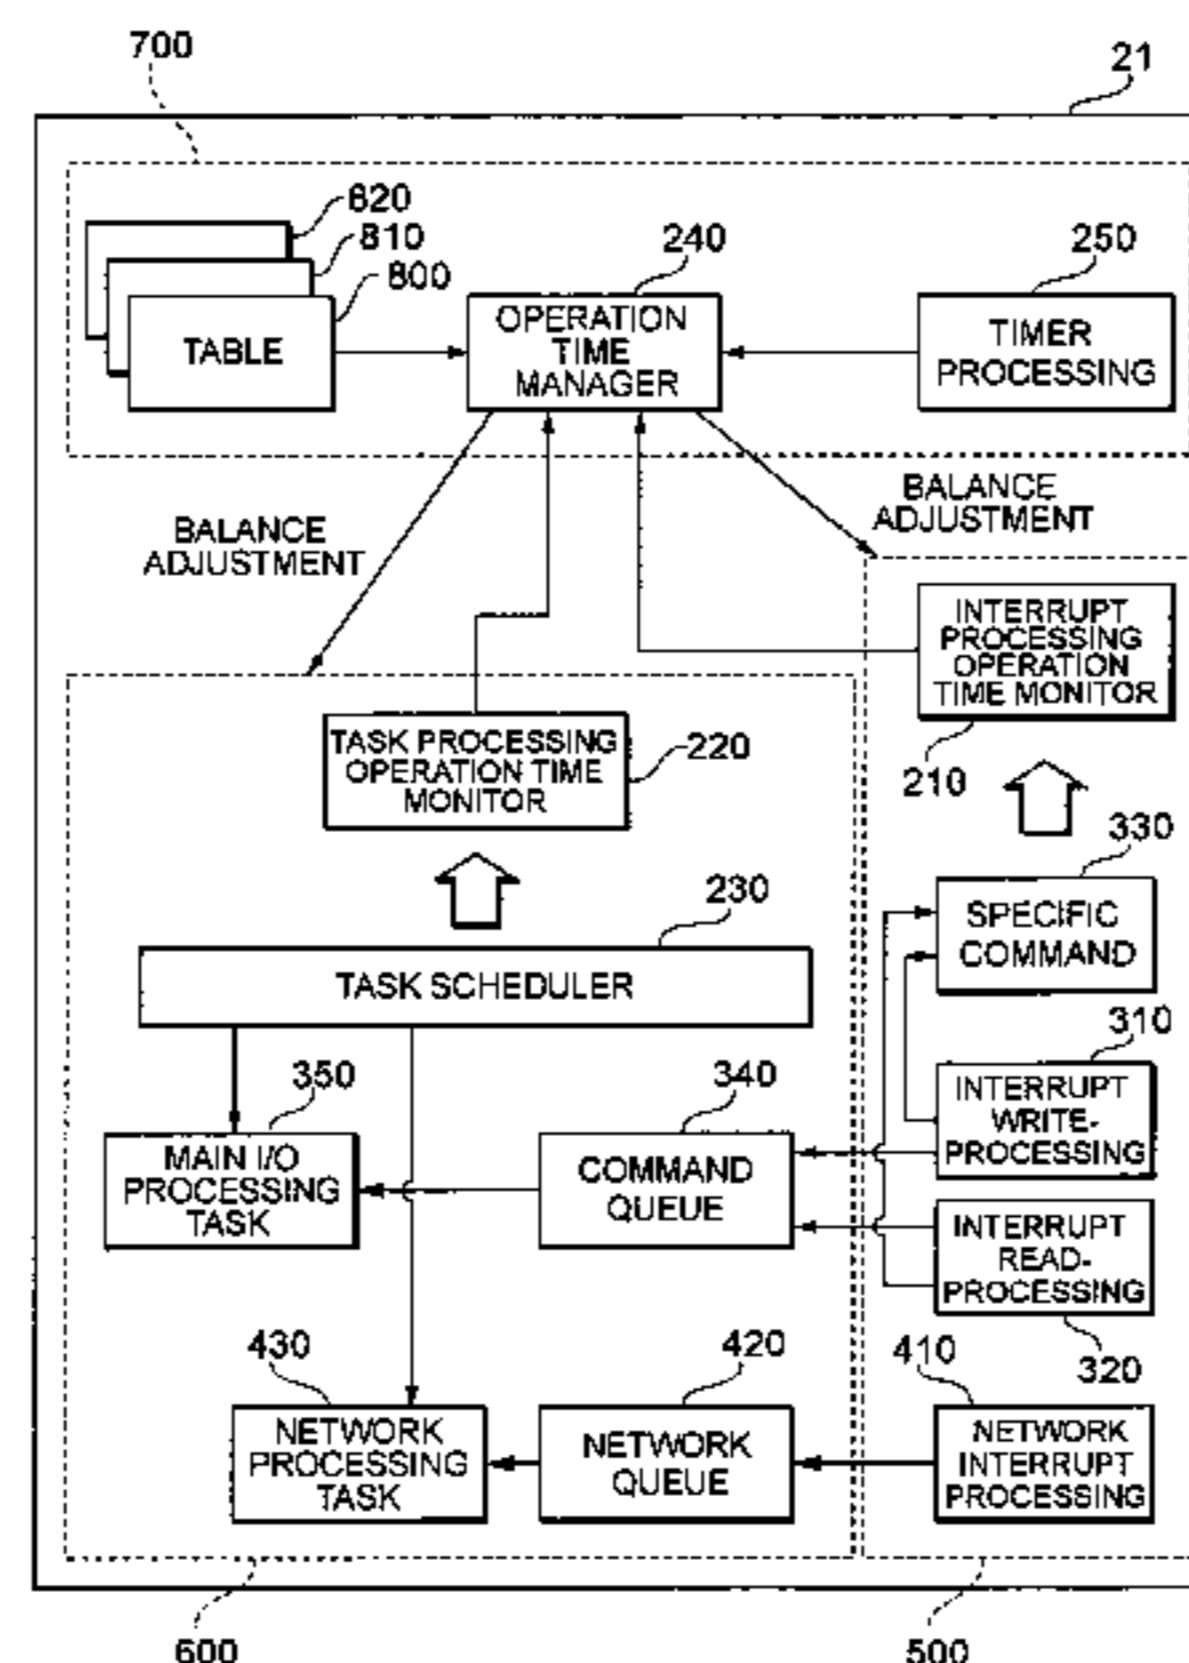 700
21
820
810
800
240
250
TABLE
OPERATION
TIME
MANAGER
TIMER
PROCESSING
BALANCE
ADJUSTMENT
BALANCE
ADJUSTMENT
INTERRUPT
PROCESSING
OPERATION
TIME MONITOR
210
TASK PROCESSING
OPERATION TIME
MONITOR
220
330
SPECIFIC
COMMAND
230
TASK SCHEDULER
310
INTERRUPT
WRITE-
PROCESSING
350
340
MAIN I/O
PROCESSING
TASK
COMMAND
QUEUE
INTERRUPT
READ-
PROCESSING
320
430
420
410
NETWORK
PROCESSING
TASK
NETWORK
QUEUE
NETWORK
INTERRUPT
PROCESSING
600
500